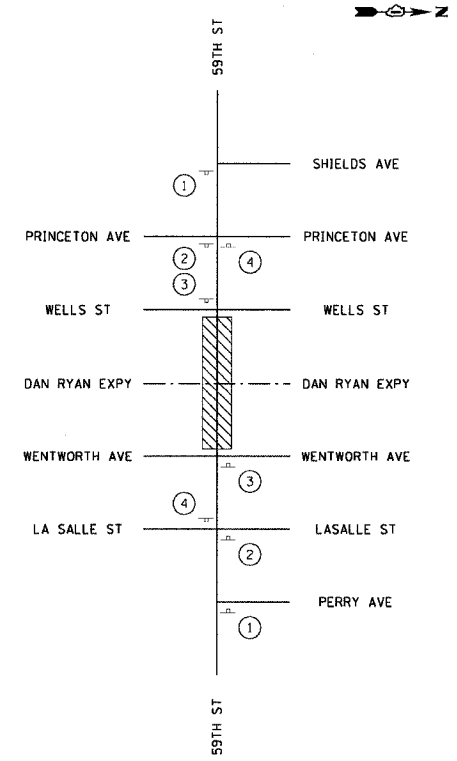 N
59TH ST
SHIELDS AVE
1
PRINCETON AVE
PRINCETON AVE
2
4
3
WELLS ST
WELLS ST
DAN RYAN EXPY
DAN RYAN EXPY
WENTWORTH AVE
WENTWORTH AVE
3
4
LA SALLE ST
LASALLE ST
2
PERRY AVE
1
59TH ST